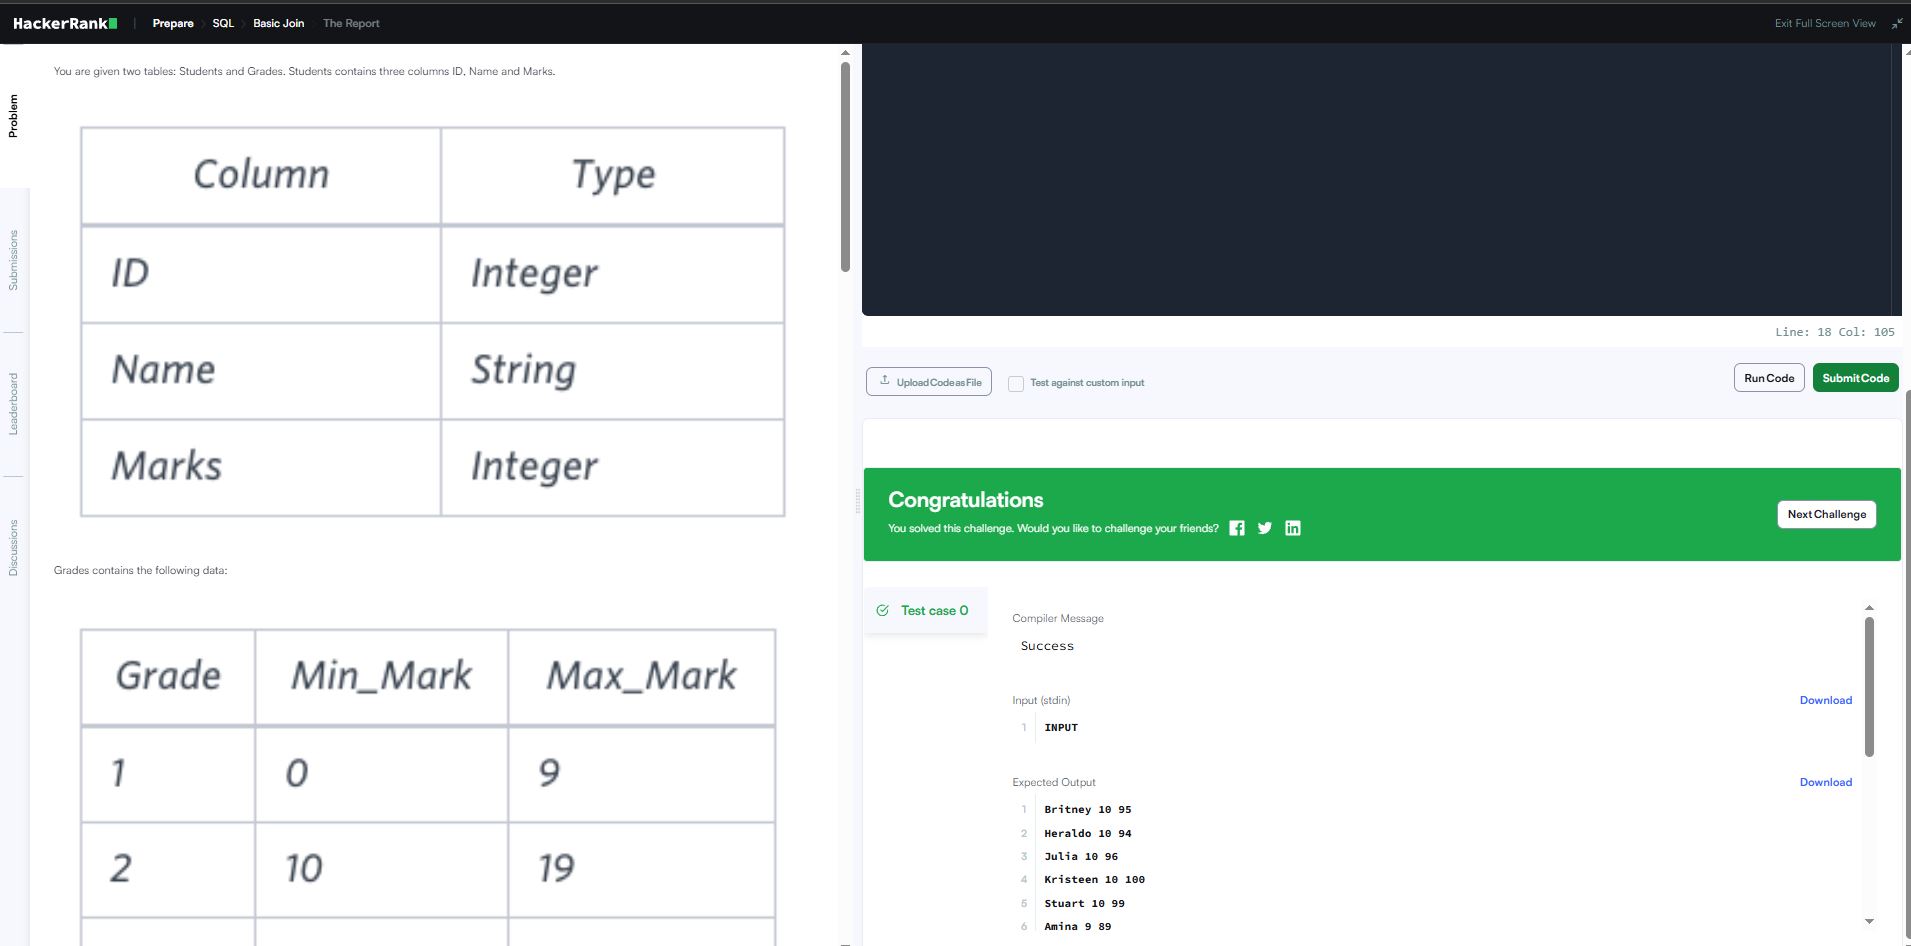 HackerRank | Prepare > SQL > Basic Join > The Report
Exit Full Screen View
Problem
Submissions
Leaderboard
Discussions
You are given two tables: Students and Grades. Students contains three columns ID, Name and Marks.
Column Type
ID Integer
Name String
Marks Integer
Grades contains the following data:
Grade Min_Mark Max_Mark
1 0 9
2 10 19
Line: 18 Col: 105
Upload Code as File
Test against custom input
Run Code
Submit Code
Congratulations
You solved this challenge. Would you like to challenge your friends?
Next Challenge
Test case 0
Compiler Message
Success
Input (stdin)
Download
1 INPUT
Expected Output
Download
1 Britney 10 95
2 Heraldo 10 94
3 Julia 10 96
4 Kristeen 10 100
5 Stuart 10 99
6 Amina 9 89